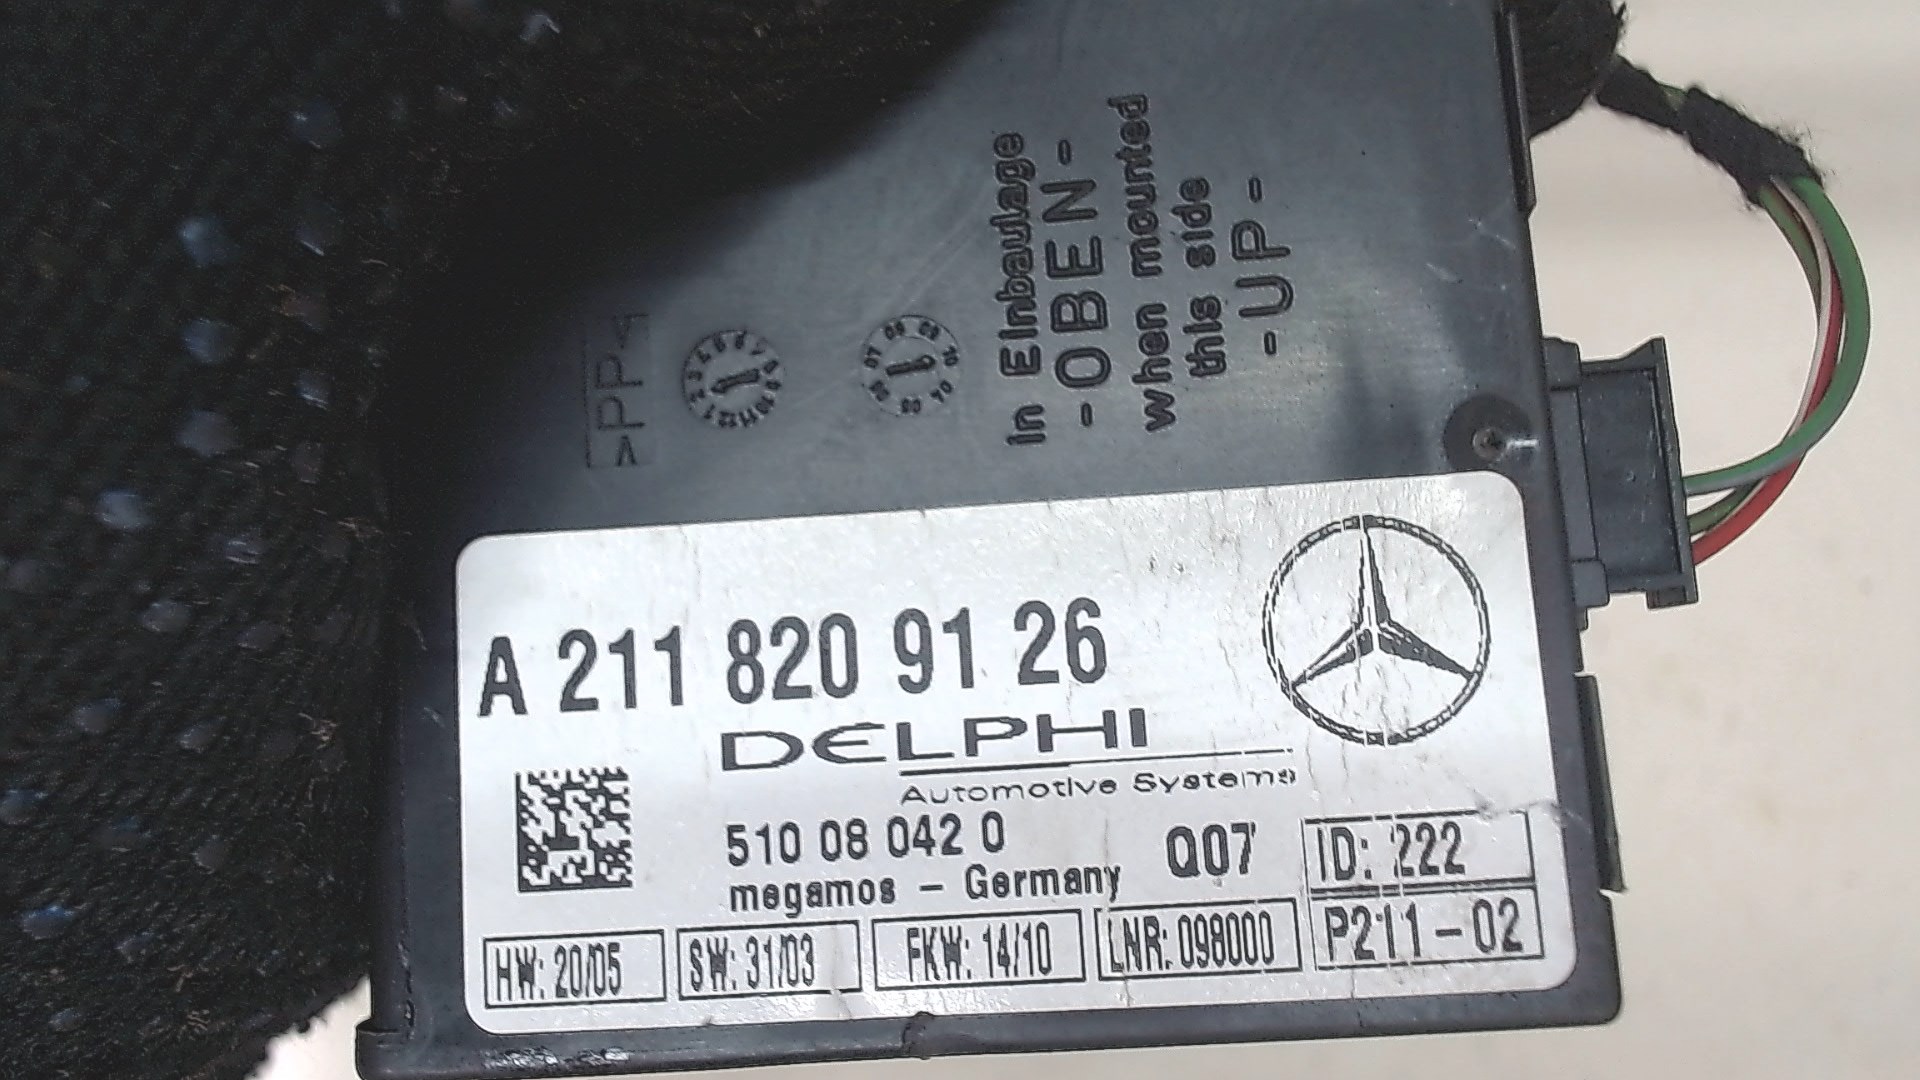 in Einbaulage
- OBEN -
when mounted
this side
- UP -
>PP<
A 211 820 91 26
DELPHI
Automotive Systems
510 08 042 0
megamos - Germany
Q07
ID: 222
P211-02
HW: 20/05
SW: 31/03
FKW: 14/10
LNR: 098000